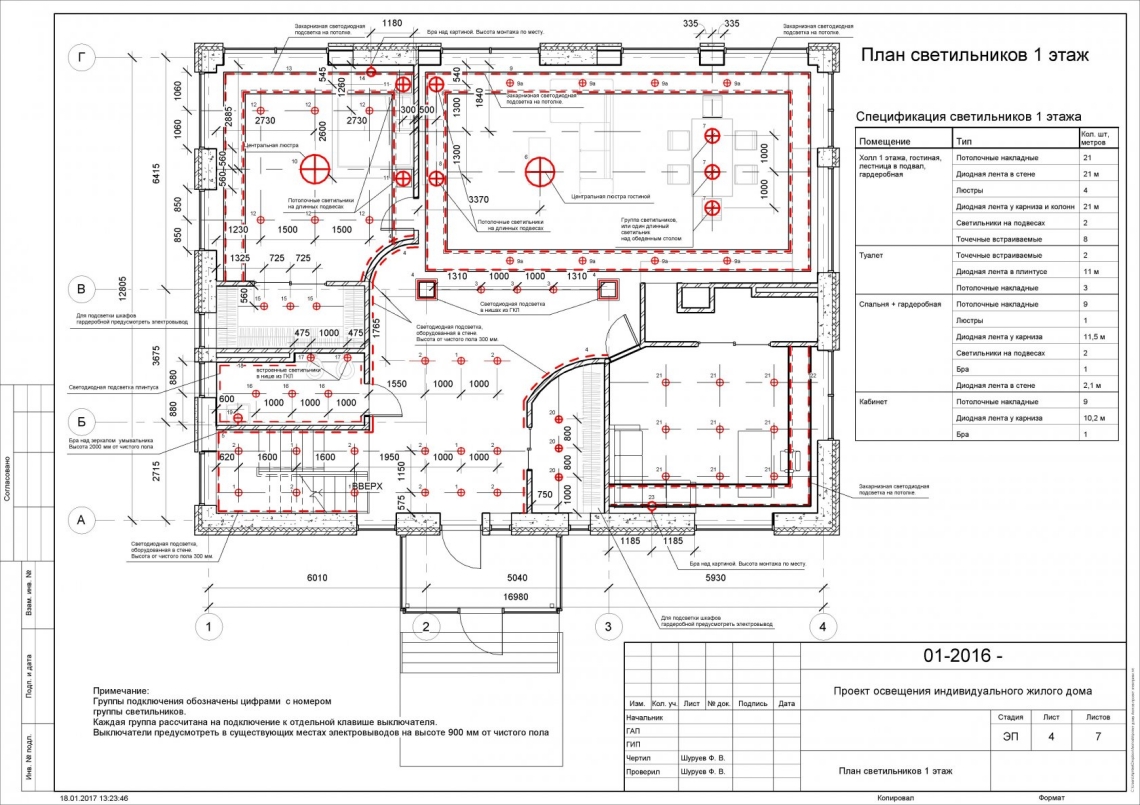 1180
335
335
Закарнизная светодиодная
подсветка на потолке.
Бра над картиной. Высота монтажа по месту.
Закарнизная светодиодная
подсветка на потолке.
План светильников 1 этаж
Спецификация светильников 1 этажа
Помещение
Тип
Кол. шт, метров
Холл 1 этажа, гостиная,
лестница в подвал,
гардеробная
Потолочные накладные 21
Диодная лента в стене 21 м
Люстры 4
Диодная лента у карниза и колонн 21 м
Светильники на подвесах 2
Точечные встраиваемые 8
Туалет
Точечные встраиваемые 2
Диодная лента в плинтусе 11 м
Потолочные накладные 3
Спальня + гардеробная
Потолочные накладные 9
Люстры 1
Диодная лента у карниза 11,5 м
Светильники на подвесах 2
Бра 1
Диодная лента в стене 2,1 м
Кабинет
Потолочные накладные 9
Диодная лента у карниза 10,2 м
Бра 1
Г
В
Б
А
1060
1060
6415
850
850
12805
3675
880
880
2715
2885
560
560
545
1260
2730
2600
2730
300
500
540
1300
1840
1300
3370
1000
1000
Закарнизная светодиодная
подсветка на потолке.
Центральная люстра
Потолочные светильники
на длинных подвесах
Потолочные светильники
на длинных подвесах
Центральная люстра гостиной
Группа светильников,
или один длинный
светильник
над обеденным столом
1230
1500
1500
1325
725
725
560
1310
1000
1000
1310
Светодиодная подсветка
в нишах из ГКЛ
Для подсветки шкафов
гардеробной предусмотреть электровывод
475
1000
475
1765
Светодиодная подсветка,
оборудованная в стене.
Высота от чистого пола 300 мм.
встроенные светильники
в нише из ГКЛ
Светодиодная подсветка плинтуса
600
1000
1000
1000
1550
1000
1000
Бра над зеркалом умывальника
Высота 2000 мм от чистого пола
620
1600
1600
1950
1000
1000
1150
575
ВВЕРХ
800
800
1000
750
Закарнизная светодиодная
подсветка на потолке
Светодиодная подсветка,
оборудованная в стене.
Высота от чистого пола 300 мм.
1185
1185
Бра над картиной. Высота монтажа по месту.
6010
5040
5930
16980
1
2
3
4
Для подсветки шкафов
гардеробной предусмотреть электровывод
Примечание:
Группы подключения обозначены цифрами с номером
группы светильников.
Каждая группа рассчитана на подключение к отдельной клавише выключателя.
Выключатели предусмотреть в существующих местах электровыводов на высоте 900 мм от чистого пола
01-2016 -
Проект освещения индивидуального жилого дома
Изм. Кол. уч. Лист № док. Подпись Дата
Начальник
ГАП
ГИП
Чертил Шуруев Ф. В.
Проверил Шуруев Ф. В.
Стадия Лист Листов
ЭП 4 7
План светильников 1 этаж
Согласовано
Взам. инв. №
Подп. и дата
Инв. № подл.
18.01.2017 13:23:46
Копировал
Формат